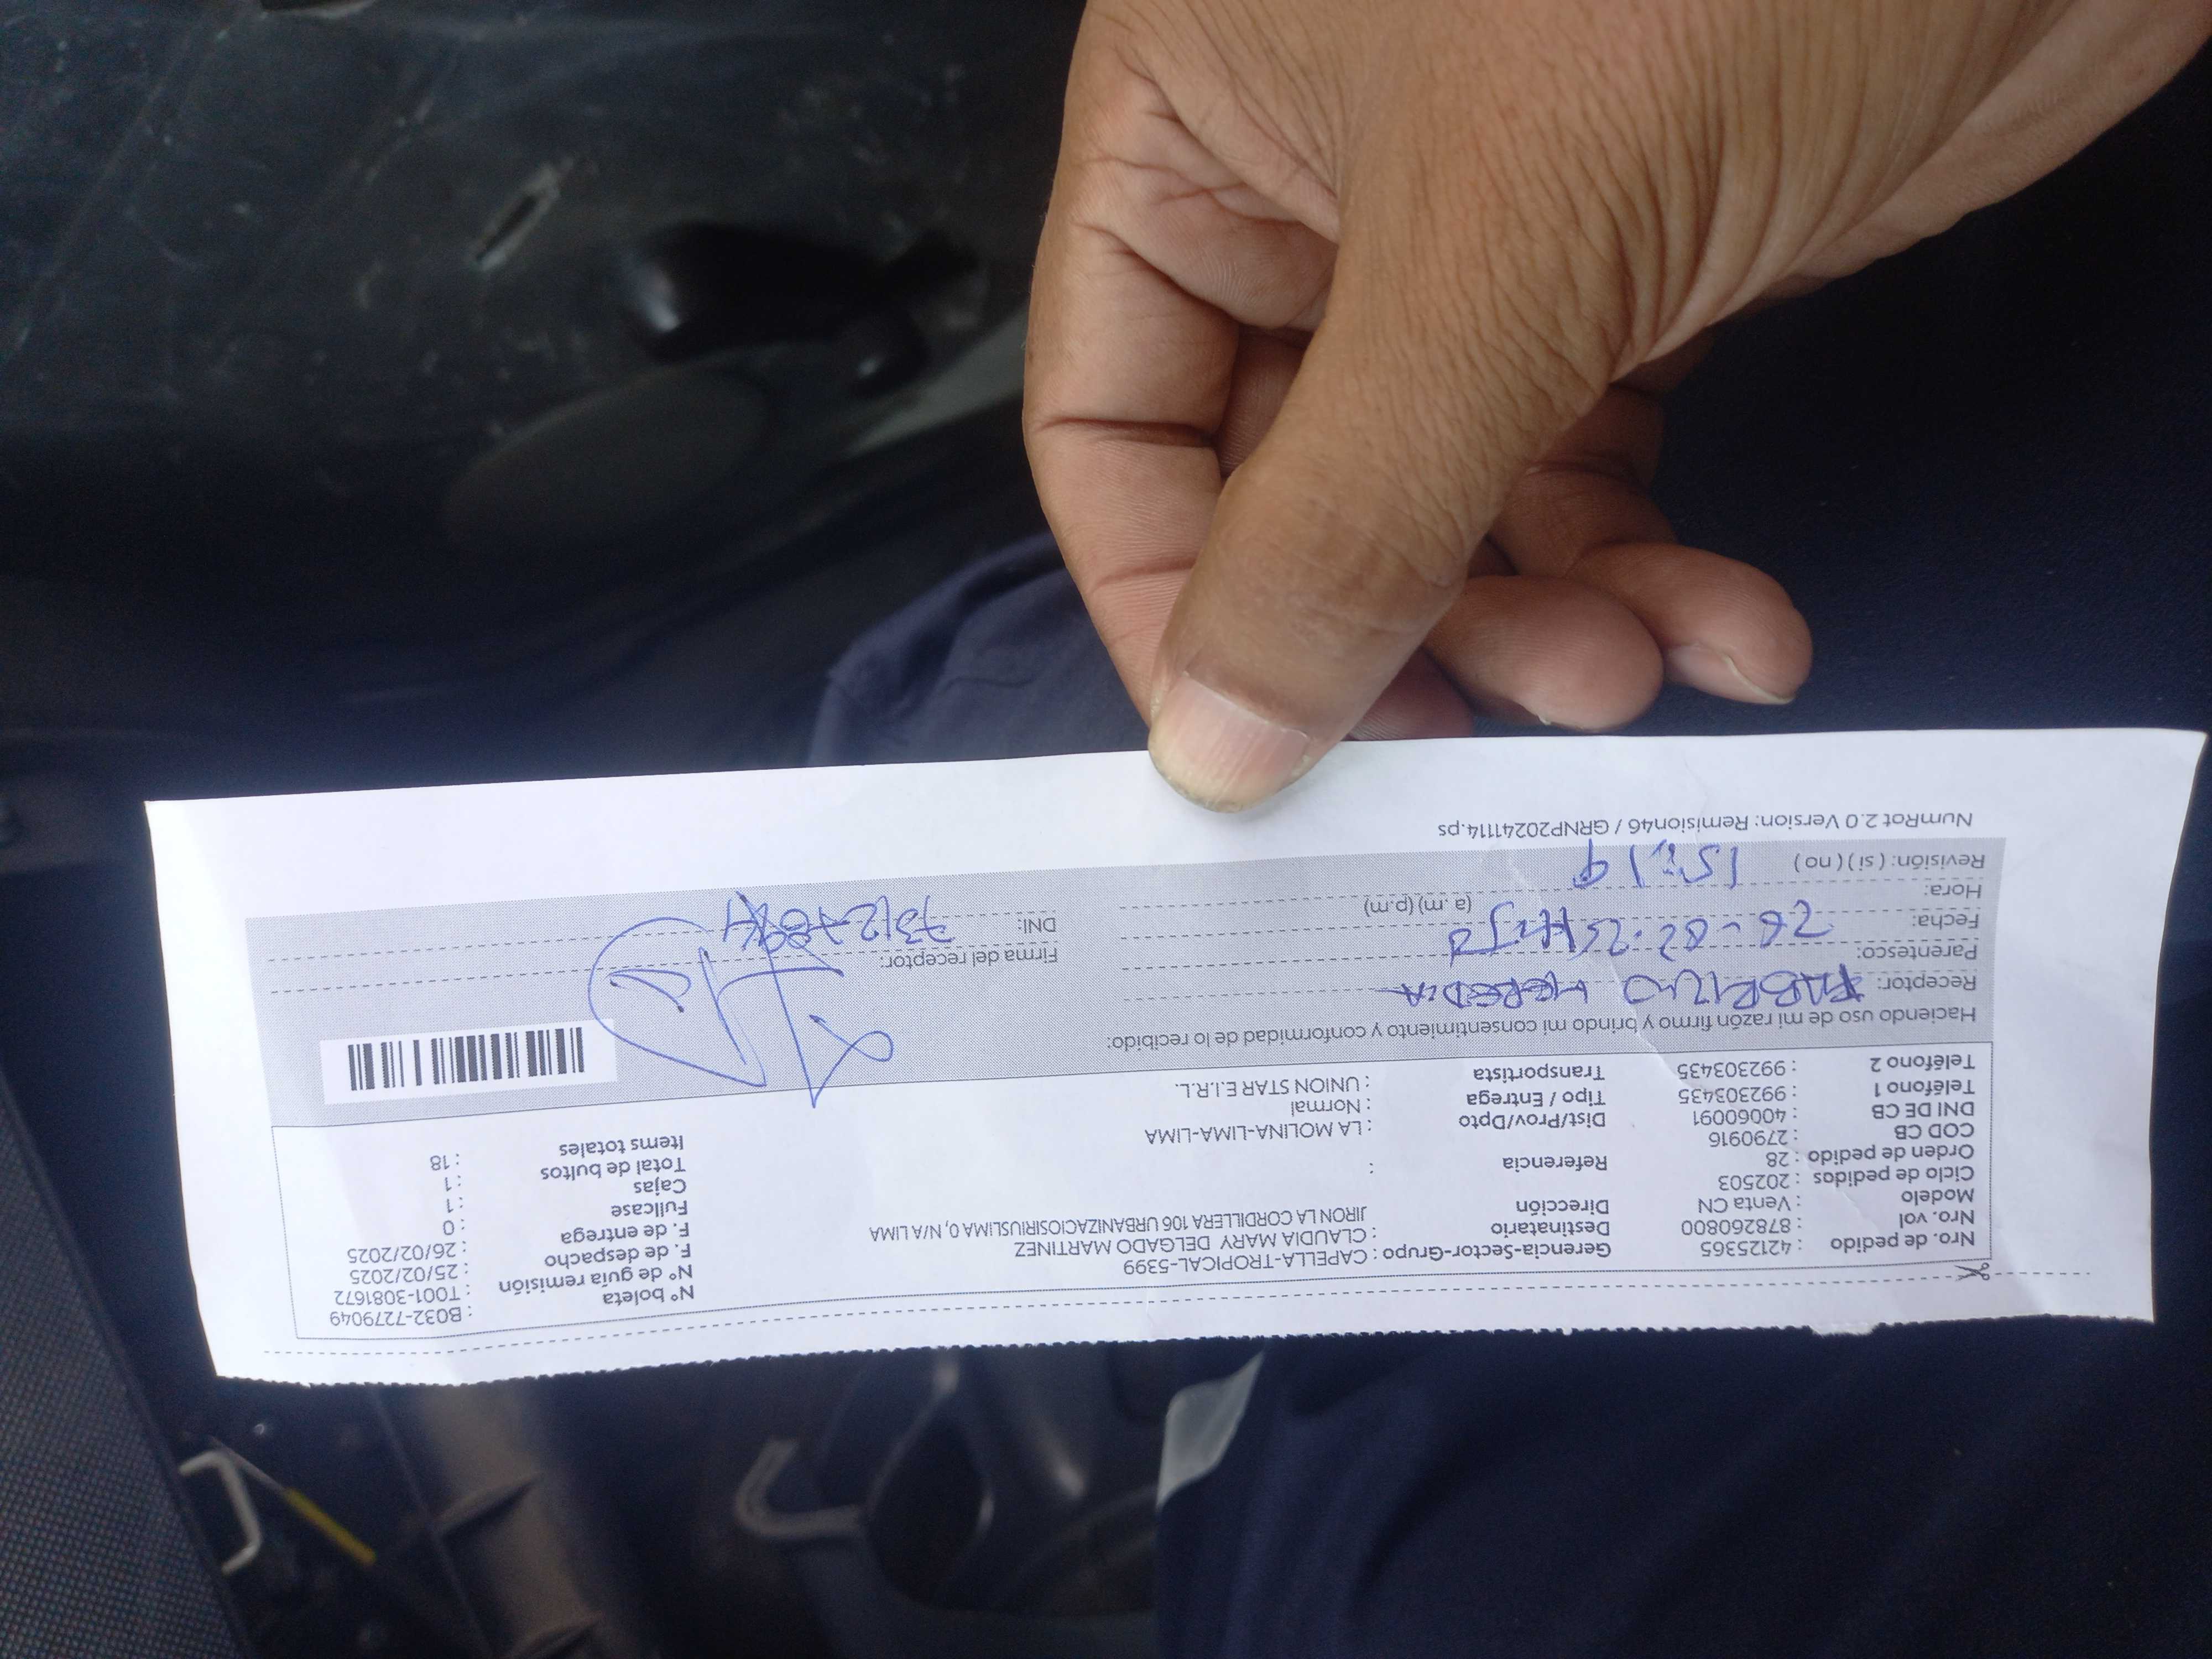 Nro. de pedido : 42125365 Gerencia-Sector-Grupo : CAPELLA-TROPICAL-5399 N° boleta : B032-7279049
Nro. vol : 878260800 Destinatario : CLAUDIA MARY DELGADO MARTINEZ N° de guía remisión : T001-3081672
Modelo : Venta CN Dirección JIRON LA CORDILLERA 106 URBANIZACIOSIRIUSLIMA 0, N/A LIMA F. de despacho : 25/02/2025
Ciclo de pedidos : 202503 F. de entrega : 26/02/2025
Orden de pedido : 28 Referencia : Fullcase : 0
COD CB : 2790916 Cajas : 1
DNI DE CB : 40060091 Dist/Prov/Dpto : LA MOLINA-LIMA-LIMA Total de bultos : 1
Teléfono 1 : 992303435 Tipo / Entrega : Normal Items totales : 18
Teléfono 2 : 992303435 Transportista : UNION STAR E.I.R.L.
Haciendo uso de mi razón firmo y brindo mi consentimiento y conformidad de lo recibido:
Receptor: FABRIZIO HEREDIA
Parentesco: HIJO Firma del receptor:
Fecha: 26-02-25 DNI:
Hora: (a.m) (p.m)
Revisión: ( si ) ( no ) 15:19
NumRot 2.0 Version: Remision46 / GRNP20241114.ps